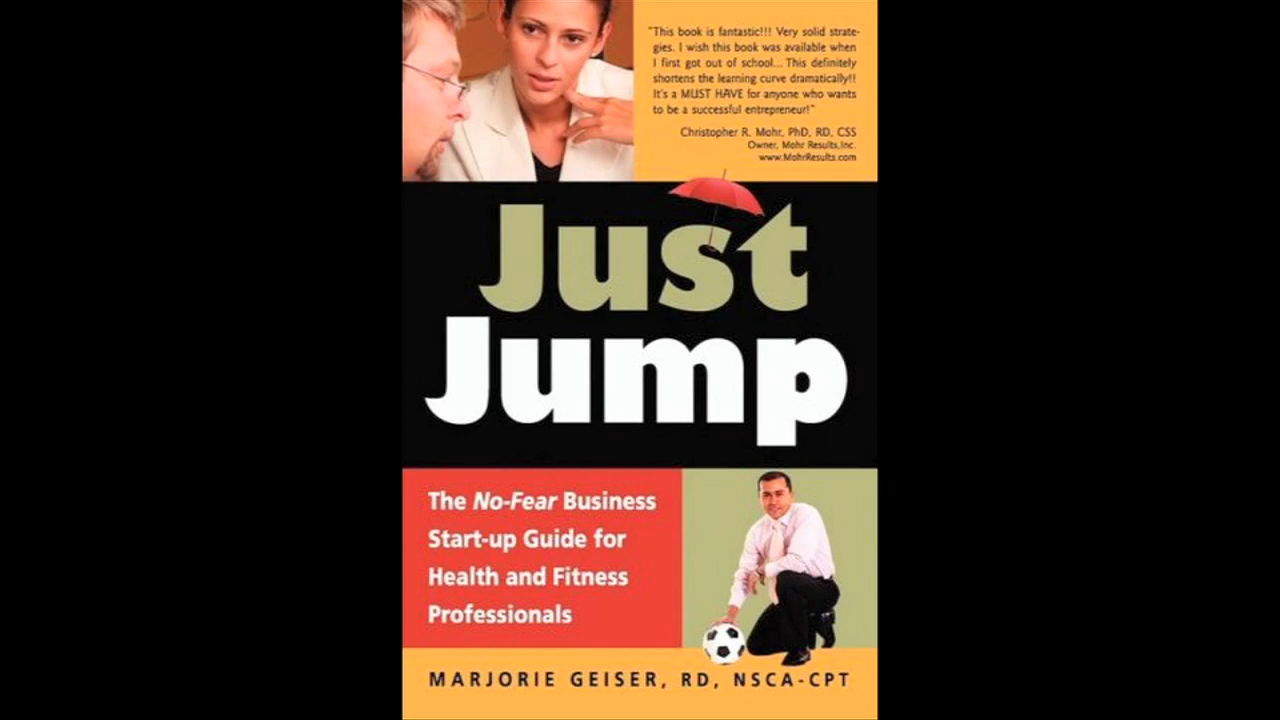 "This book is fantastic!!! Very solid strate-
gies. I wish this book was available when
I first got out of school... This definitely
shortens the learning curve dramatically!!
It's a MUST HAVE for anyone who wants
to be a successful entrepreneur!"
Christopher R. Mohr, PhD, RD, CSS
Owner, Mohr Results,Inc.
www.MohrResults.com
Just
Jump
The No-Fear Business
Start-up Guide for
Health and Fitness
Professionals
MARJORIE GEISER, RD, NSCA-CPT